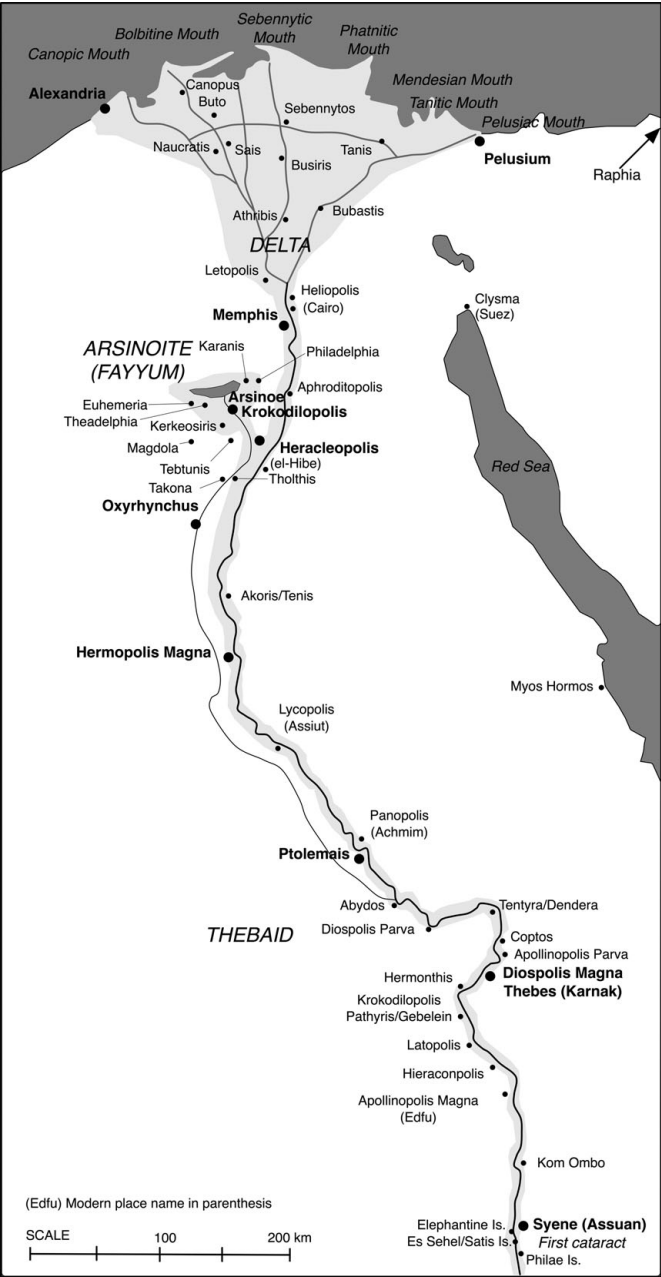 Sebennytic
Mouth
Bolbitine Mouth
Phatnitic
Mouth
Canopic Mouth
Mendesian Mouth
Tanitic Mouth
Pelusiac Mouth
Alexandria
Canopus
Buto
Sebennytos
Naucratis
Sais
Tanis
Busiris
Pelusium
Raphia
Athribis
Bubastis
DELTA
Letopolis
Heliopolis
(Cairo)
Clysma
(Suez)
Memphis
ARSINOITE
(FAYYUM)
Karanis
Philadelphia
Aphroditopolis
Euhemeria
Arsinoe
Krokodilopolis
Theadelphia
Kerkeosiris
Magdola
Heracleopolis
(el-Hibe)
Tebtunis
Takona
Tholthis
Red Sea
Oxyrhynchus
Akoris/Tenis
Hermopolis Magna
Myos Hormos
Lycopolis
(Assiut)
Panopolis
(Achmim)
Ptolemais
Abydos
Tentyra/Dendera
Diospolis Parva
THEBAID
Coptos
Apollinopolis Parva
Diospolis Magna
Thebes (Karnak)
Hermonthis
Krokodilopolis
Pathyris/Gebelein
Latopolis
Hieraconpolis
Apollinopolis Magna
(Edfu)
Kom Ombo
(Edfu) Modern place name in parenthesis
Elephantine Is.
Syene (Assuan)
Es Sehel/Satis Is.
First cataract
Philae Is.
SCALE 100 200 km